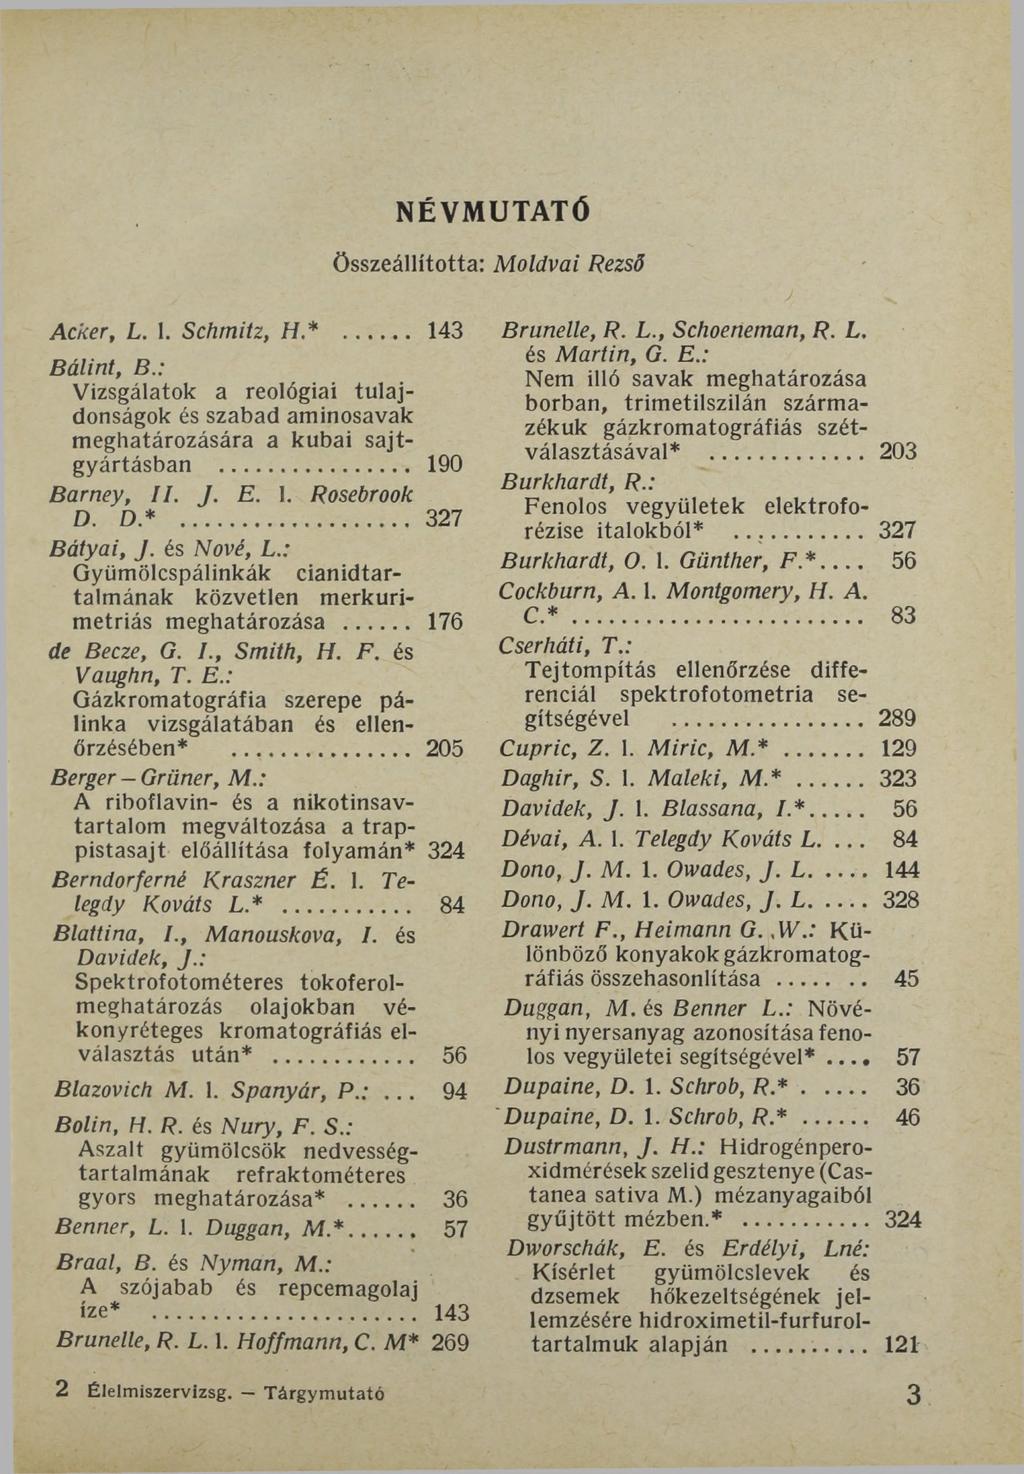 NÉVMUTATÓ
Összeállította: Moldvai Rezső
Acker, L. l. Schmitz, H.* ...... 143
Bálint, B.:
Vizsgálatok a reológiai tulaj-
donságok és szabad aminosavak
meghatározására a kubai sajt-
gyártásban ................ 190
Barney, II. J. E. l. Rosebrook
D. D.* ................... 327
Bátyai, J. és Nové, L.:
Gyümölcspálinkák cianidtar-
talmának közvetlen merkuri-
metriás meghatározása ...... 176
de Becze, G. I., Smith, H. F. és
Vaughn, T. E.:
Gázkromatográfia szerepe pá-
linka vizsgálatában és ellen-
őrzésében* ............... 205
Berger – Grüner, M.:
A riboflavin- és a nikotinsav-
tartalom megváltozása a trap-
pistasajt előállítása folyamán* 324
Berndorferné Kraszner É. l. Te-
legdy Kováts L.* ........... 84
Blattina, I., Manouskova, I. és
Davidek, J.:
Spektrofotométeres tokoferol-
meghatározás olajokban vé-
konyréteges kromatográfiás el-
választás után* ............ 56
Blazovich M. l. Spanyár, P.: ... 94
Bolin, H. R. és Nury, F. S.:
Aszalt gyümölcsök nedvesség-
tartalmának refraktométeres
gyors meghatározása* ...... 36
Benner, L. l. Duggan, M.*...... 57
Braal, B. és Nyman, M.:
A szójabab és repcemagolaj
íze* ...................... 143
Brunelle, R. L. l. Hoffmann, C. M* 269
Brunelle, R. L., Schoeneman, R. L.
és Martin, G. E.:
Nem illó savak meghatározása
borban, trimetilszilán szárma-
zékuk gázkromatográfiás szét-
választásával* ............. 203
Burkhardt, R.:
Fenolos vegyületek elektrofo-
rézise italokból* ........... 327
Burkhardt, O. l. Günther, F.*.... 56
Cockburn, A. l. Montgomery, H. A.
C.* ........................ 83
Cserháti, T.:
Tejtompítás ellenőrzése diffe-
renciál spektrofotometria se-
gítségével ................ 289
Cupric, Z. l. Miric, M.* ....... 129
Daghir, S. l. Maleki, M.* ...... 323
Davidek, J. l. Blassana, I.*..... 56
Dévai, A. l. Telegdy Kováts L. ... 84
Dono, J. M. l. Owades, J. L. ..... 144
Dono, J. M. l. Owades, J. L. ..... 328
Drawert F., Heimann G. .W.: Kü-
lönböző konyakok gázkromatog-
ráfiás összehasonlítása ....... 45
Duggan, M. és Benner L.: Növé-
nyi nyersanyag azonosítása feno-
los vegyületei segítségével* .... 57
Dupaine, D. l. Schrob, R.* . ..... 36
Dupaine, D. l. Schrob, R.* ...... 46
Dustrmann, J. H.: Hidrogénpero-
xidmérések szelid gesztenye (Cas-
tanea sativa M.) mézanyagaiból
gyűjtött mézben.* ........... 324
Dworschák, E. és Erdélyi, Lné:
Kísérlet gyümölcslevek és
dzsemek hőkezeltségének jel-
lemzésére hidroximetil-furfurol-
tartalmuk alapján .......... 121
2 Élelmiszervizsg. – Tárgymutató
3